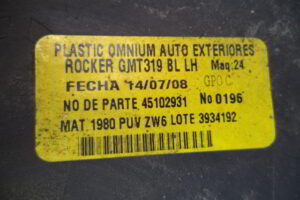 PLASTIC OMNIUM AUTO EXTERIORES
ROCKER GMT319 BL LH Maq.24
FECHA 14/07/08 GPO C
NO DE PARTE 45102931 No 0196
MAT. 1980 PUV ZW6 LOTE 3934192